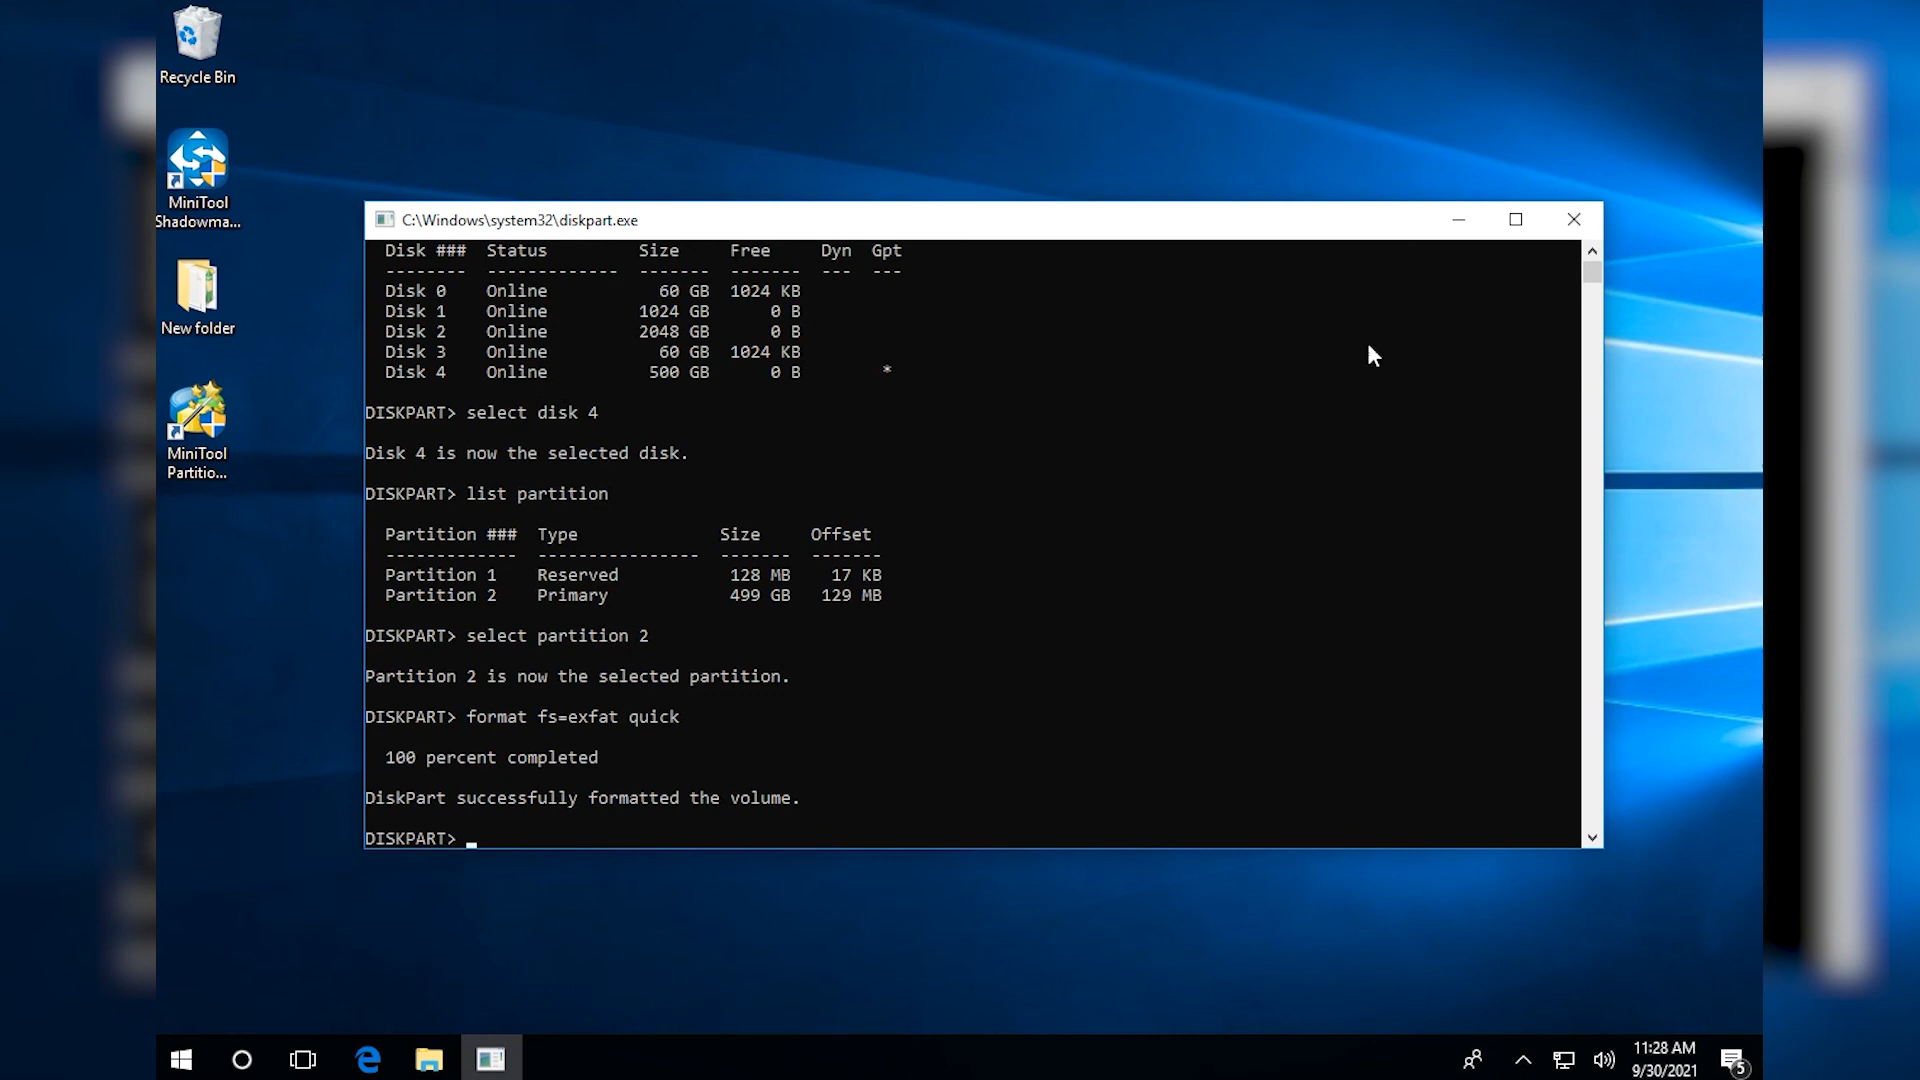 Recycle Bin
MiniTool
Shadowma...
New folder
MiniTool
Partitio...
C:\Windows\system32\diskpart.exe
Disk ### Status Size Free Dyn Gpt
-------- ------------- ------- ------- --- ---
Disk 0 Online 60 GB 1024 KB
Disk 1 Online 1024 GB 0 B
Disk 2 Online 2048 GB 0 B
Disk 3 Online 60 GB 1024 KB
Disk 4 Online 500 GB 0 B *
DISKPART> select disk 4
Disk 4 is now the selected disk.
DISKPART> list partition
Partition ### Type Size Offset
------------- ---------------- ------- -------
Partition 1 Reserved 128 MB 17 KB
Partition 2 Primary 499 GB 129 MB
DISKPART> select partition 2
Partition 2 is now the selected partition.
DISKPART> format fs=exfat quick
100 percent completed
DiskPart successfully formatted the volume.
DISKPART>
11:28 AM
9/30/2021
5